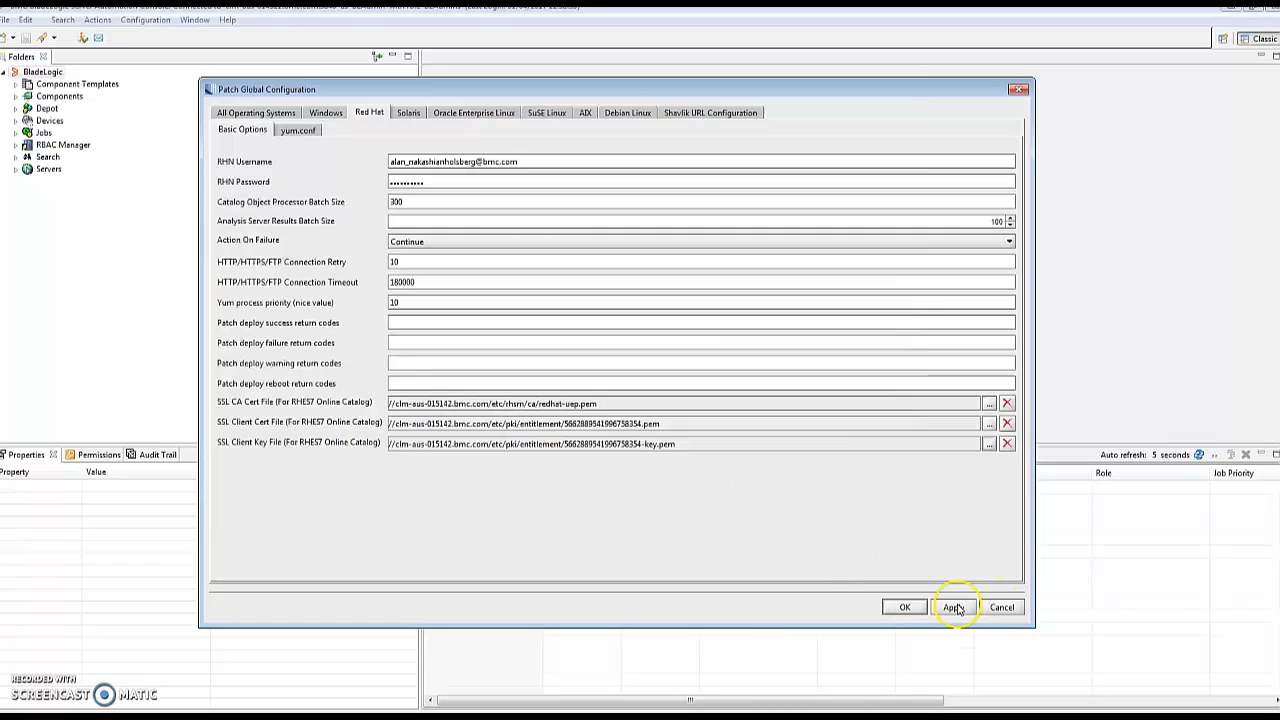 File Edit Search Actions Configuration Window Help
Classic
Folders
BladeLogic
Component Templates
Components
Depot
Devices
Jobs
RBAC Manager
Search
Servers
Patch Global Configuration
All Operating Systems Windows Red Hat Solaris Oracle Enterprise Linux SuSE Linux AIX Debian Linux Shavlik URL Configuration
Basic Options yum.conf
RHN Username alan_nakashianholsberg@bmc.com
RHN Password ••••••••••
Catalog Object Processor Batch Size 300
Analysis Server Results Batch Size 100
Action On Failure Continue
HTTP/HTTPS/FTP Connection Retry 10
HTTP/HTTPS/FTP Connection Timeout 180000
Yum process priority (nice value) 10
Patch deploy success return codes
Patch deploy failure return codes
Patch deploy warning return codes
Patch deploy reboot return codes
SSL CA Cert File (For RHES7 Online Catalog) //clm-aus-015142.bmc.com/etc/rhsm/ca/redhat-uep.pem ...
SSL Client Cert File (For RHES7 Online Catalog) //clm-aus-015142.bmc.com/etc/pki/entitlement/5662889541996758354.pem ...
SSL Client Key File (For RHES7 Online Catalog) //clm-aus-015142.bmc.com/etc/pki/entitlement/5662889541996758354-key.pem ...
OK Apply Cancel
Properties Permissions Audit Trail
Property Value
Auto refresh: 5 seconds
Role Job Priority
RECORDED WITH
SCREENCAST MATIC